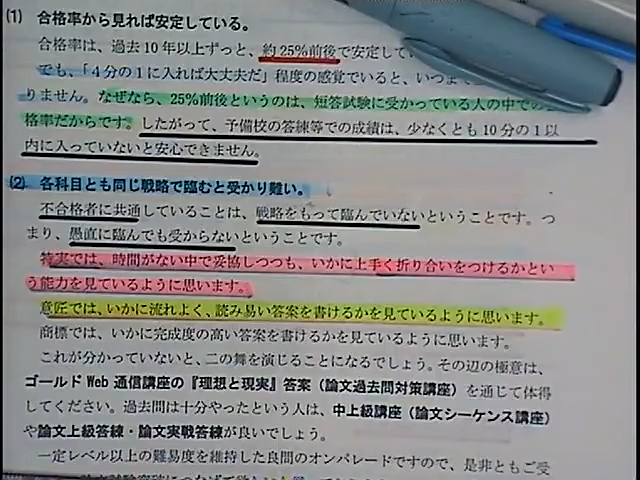 (1) 合格率から見れば安定している。
合格率は、過去10年以上ずっと、約25%前後で安定して
でも、「4分の1に入れば大丈夫だ」程度の感覚でいると、いつま
りません。なぜなら、25%前後というのは、短答試験に受かっている人の中での
格率だからです。したがって、予備校の答練等での成績は、少なくとも10分の1以
内に入っていないと安心できません。
(2) 各科目とも同じ戦略で臨むと受かり難い。
不合格者に共通していることは、戦略をもって臨んでいないということです。つ
まり、愚直に臨んでも受からないということです。
特実では、時間がない中で妥協しつつも、いかに上手く折り合いをつけるかとい
う能力を見ているように思います。
意匠では、いかに流れよく、読み易い答案を書けるかを見ているように思います。
商標では、いかに完成度の高い答案を書けるかを見ているように思います。
これが分かっていないと、二の舞を演じることになるでしょう。その辺の極意は、
ゴールドWeb通信講座の『理想と現実』答案（論文過去問対策講座）を通じて体得
してください。過去問は十分やったという人は、中上級講座（論文シーケンス講座）
や論文上級答練・論文実戦答練が良いでしょう。
一定レベル以上の難易度を維持した良問のオンパレードですので、是非ともご受